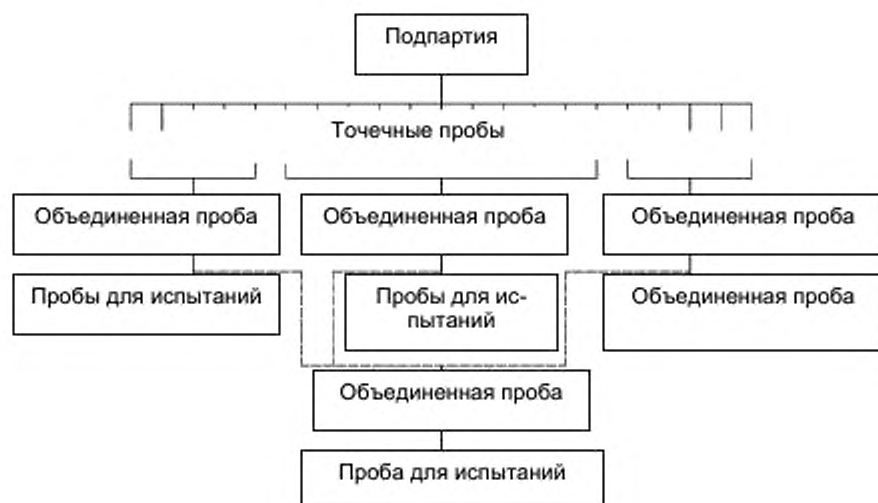 Подпартия
Точечные пробы
Объединенная проба
Объединенная проба
Объединенная проба
Пробы для испытаний
Пробы для ис-
пытаний
Объединенная проба
Объединенная проба
Проба для испытаний